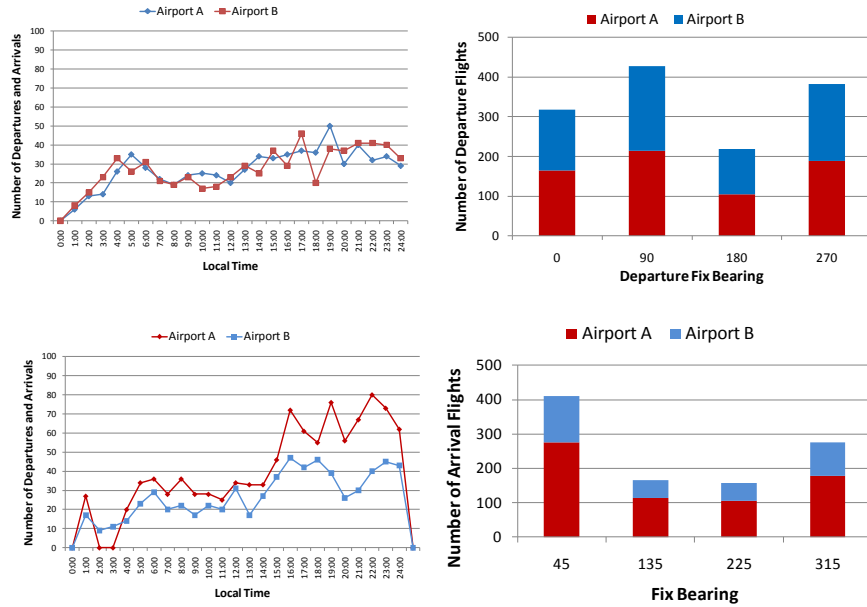 Airport A Airport B
Number of Departures and Arrivals
100
90
80
70
60
50
40
30
20
10
0
0:00 1:00 2:00 3:00 4:00 5:00 6:00 7:00 8:00 9:00 10:00 11:00 12:00 13:00 14:00 15:00 16:00 17:00 18:00 19:00 20:00 21:00 22:00 23:00 24:00
Local Time
Airport A Airport B
Number of Departure Flights
500
400
300
200
100
0
0 90 180 270
Departure Fix Bearing
Airport A Airport B
Number of Departures and Arrivals
100
90
80
70
60
50
40
30
20
10
0
0:00 1:00 2:00 3:00 4:00 5:00 6:00 7:00 8:00 9:00 10:00 11:00 12:00 13:00 14:00 15:00 16:00 17:00 18:00 19:00 20:00 21:00 22:00 23:00 24:00
Local Time
Airport A Airport B
Number of Arrival Flights
500
400
300
200
100
0
45 135 225 315
Fix Bearing